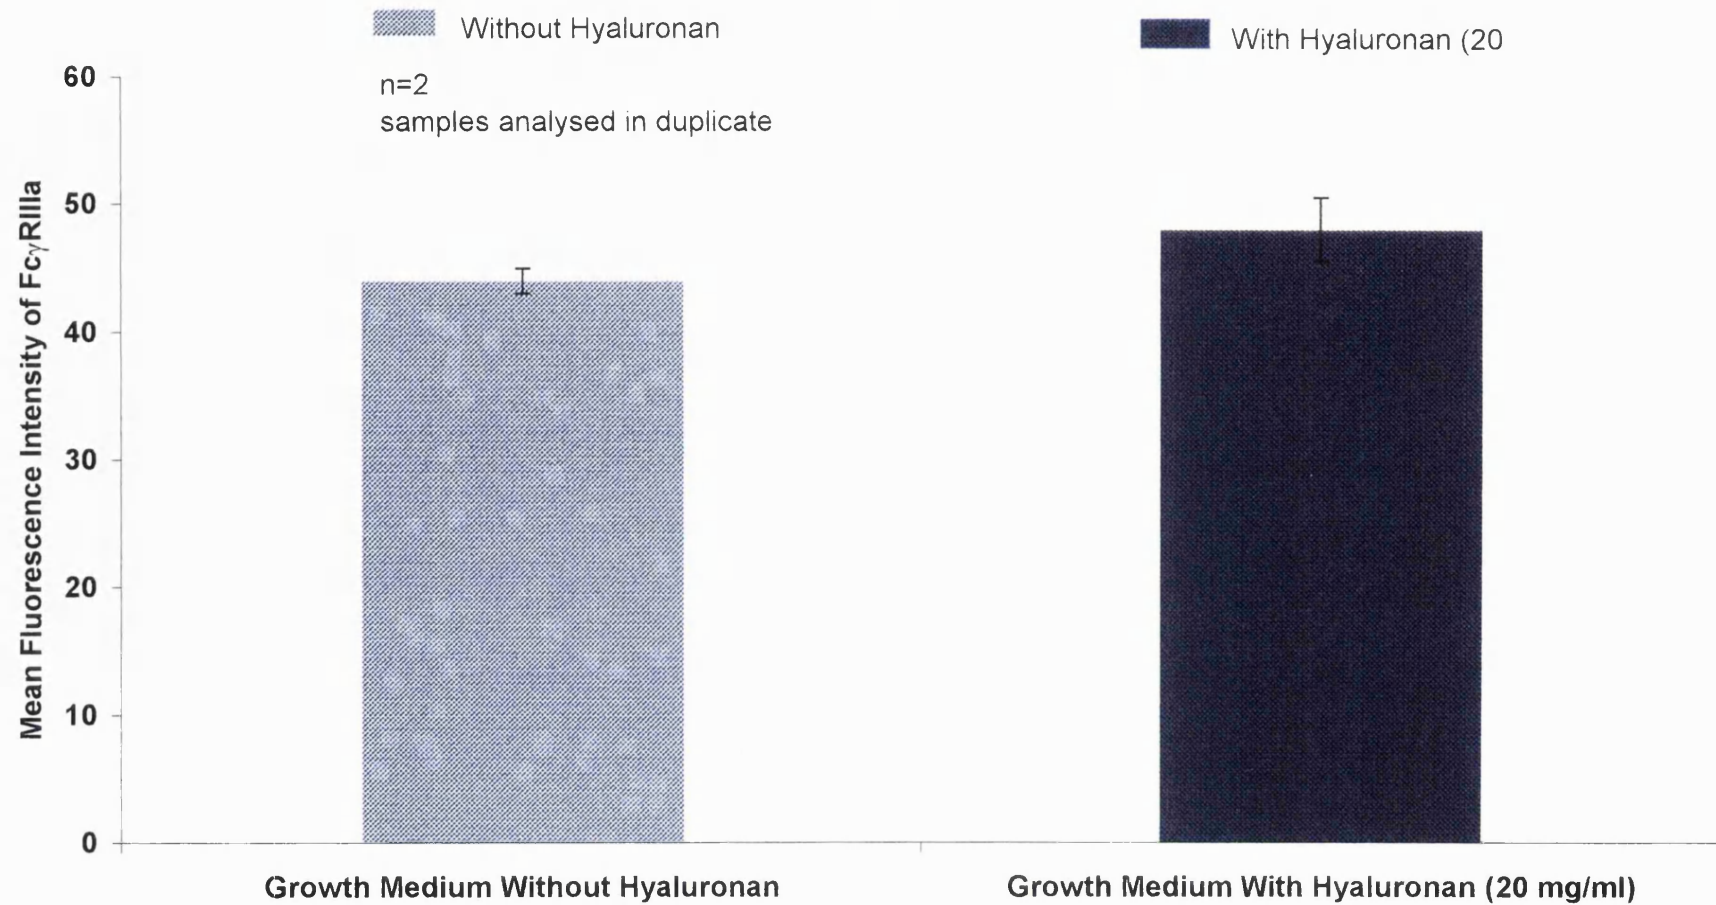 Without Hyaluronan
With Hyaluronan (20
n=2
samples analysed in duplicate
Mean Fluorescence Intensity of FcγRIIIa
60
50
40
30
20
10
0
Growth Medium Without Hyaluronan
Growth Medium With Hyaluronan (20 mg/ml)